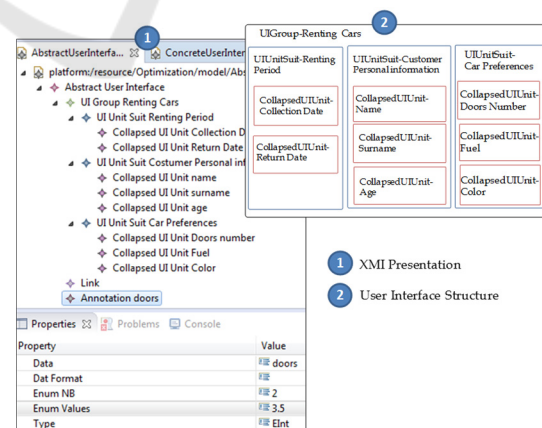 AbstractUserInterfa...
ConcreteUserInter
1
platform:/resource/Optimization/model/Abs
Abstract User Interface
UI Group Renting Cars
UI Unit Suit Renting Period
Collapsed UI Unit Collection D
Collapsed UI Unit Return Date
UI Unit Suit Costumer Personal inf
Collapsed UI Unit name
Collapsed UI Unit surname
Collapsed UI Unit age
UI Unit Suit Car Preferences
Collapsed UI Unit Doors number
Collapsed UI Unit Fuel
Collapsed UI Unit Color
Link
Annotation doors
Properties Problems Console
Property Value
Data doors
Dat Format
Enum NB 2
Enum Values 3.5
Type EInt
2
UIGroup-Renting Cars
UIUnitSuit-Renting
Period
CollapsedUIUnit-
Collection Date
CollapsedUIUnit-
Return Date
UIUnitSuit-Customer
Personal information
CollapsedUIUnit-
Name
CollapsedUIUnit-
Surname
CollapsedUIUnit-
Age
UIUnitSuit-
Car Preferences
CollapsedUIUnit-
Doors Number
CollapsedUIUnit-
Fuel
CollapsedUIUnit-
Color
1 XMI Presentation
2 User Interface Structure